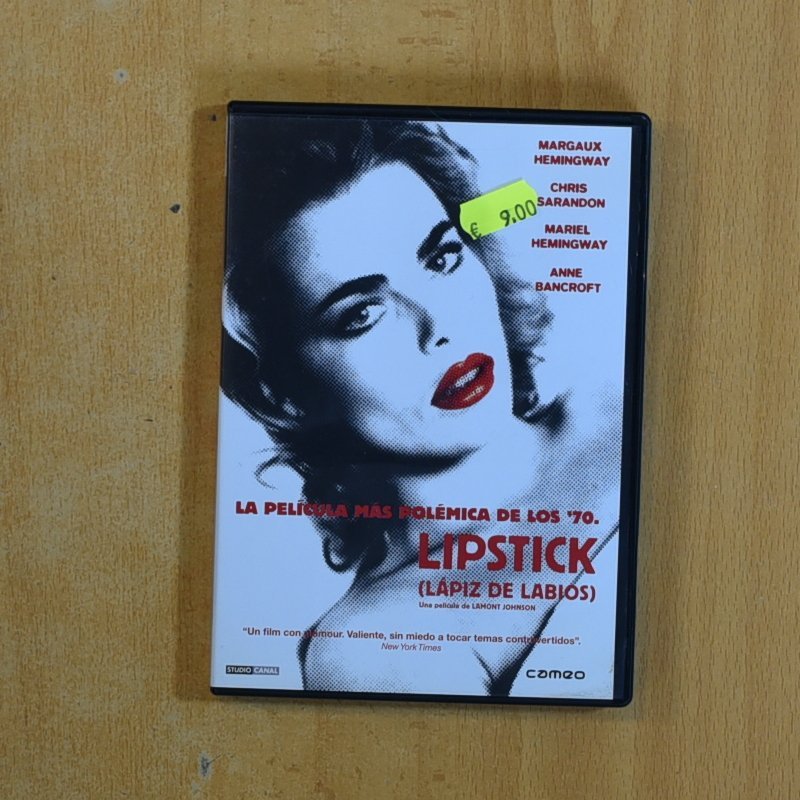 MARGAUX
HEMINGWAY
CHRIS
SARANDON
MARIEL
HEMINGWAY
ANNE
BANCROFT
€ 9.00
LA PELÍCULA MÁS POLÉMICA DE LOS '70.
LIPSTICK
(LÁPIZ DE LABIOS)
Una película de LAMONT JOHNSON
"Un film con glamour. Valiente, sin miedo a tocar temas controvertidos".
New York Times
STUDIO CANAL
cameo